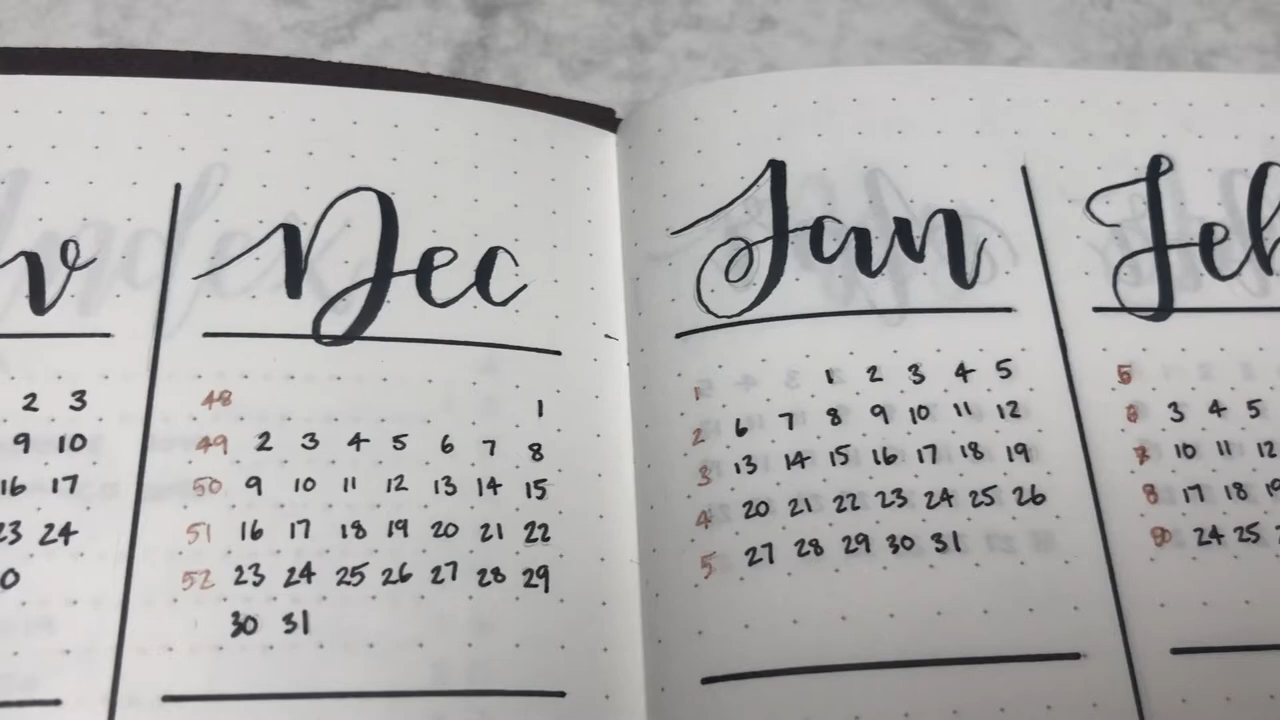 v
2 3
9 10
16 17
23 24
0
Dec
48 1
49 2 3 4 5 6 7 8
50 9 10 11 12 13 14 15
51 16 17 18 19 20 21 22
52 23 24 25 26 27 28 29
30 31
Jan
1 1 2 3 4 5
2 6 7 8 9 10 11 12
3 13 14 15 16 17 18 19
4 20 21 22 23 24 25 26
5 27 28 29 30 31
Feb
5
3 4 5
10 11 12
8 17 18 19
24 25